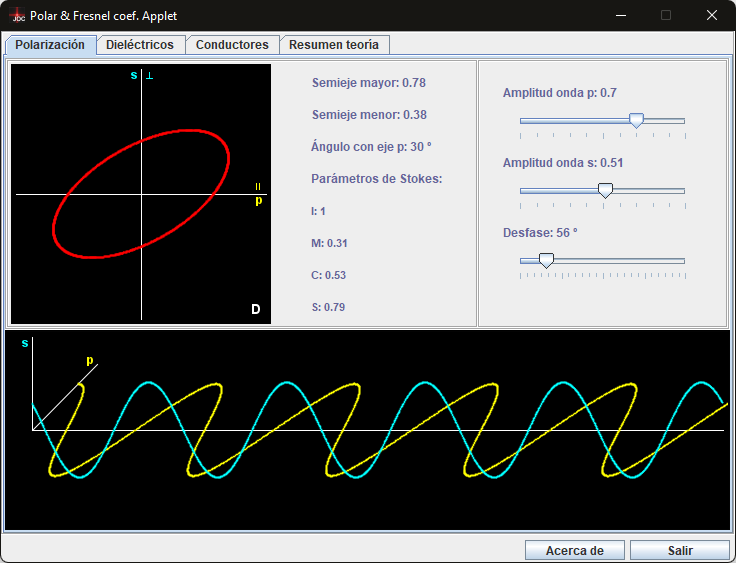 JDC
Polar & Fresnel coef. Applet
Polarización
Dieléctricos
Conductores
Resumen teoría
s ⊥
=
p
D
Semieje mayor: 0.78
Semieje menor: 0.38
Ángulo con eje p: 30 º
Parámetros de Stokes:
I: 1
M: 0.31
C: 0.53
S: 0.79
Amplitud onda p: 0.7
Amplitud onda s: 0.51
Desfase: 56 º
s
p
Acerca de
Salir